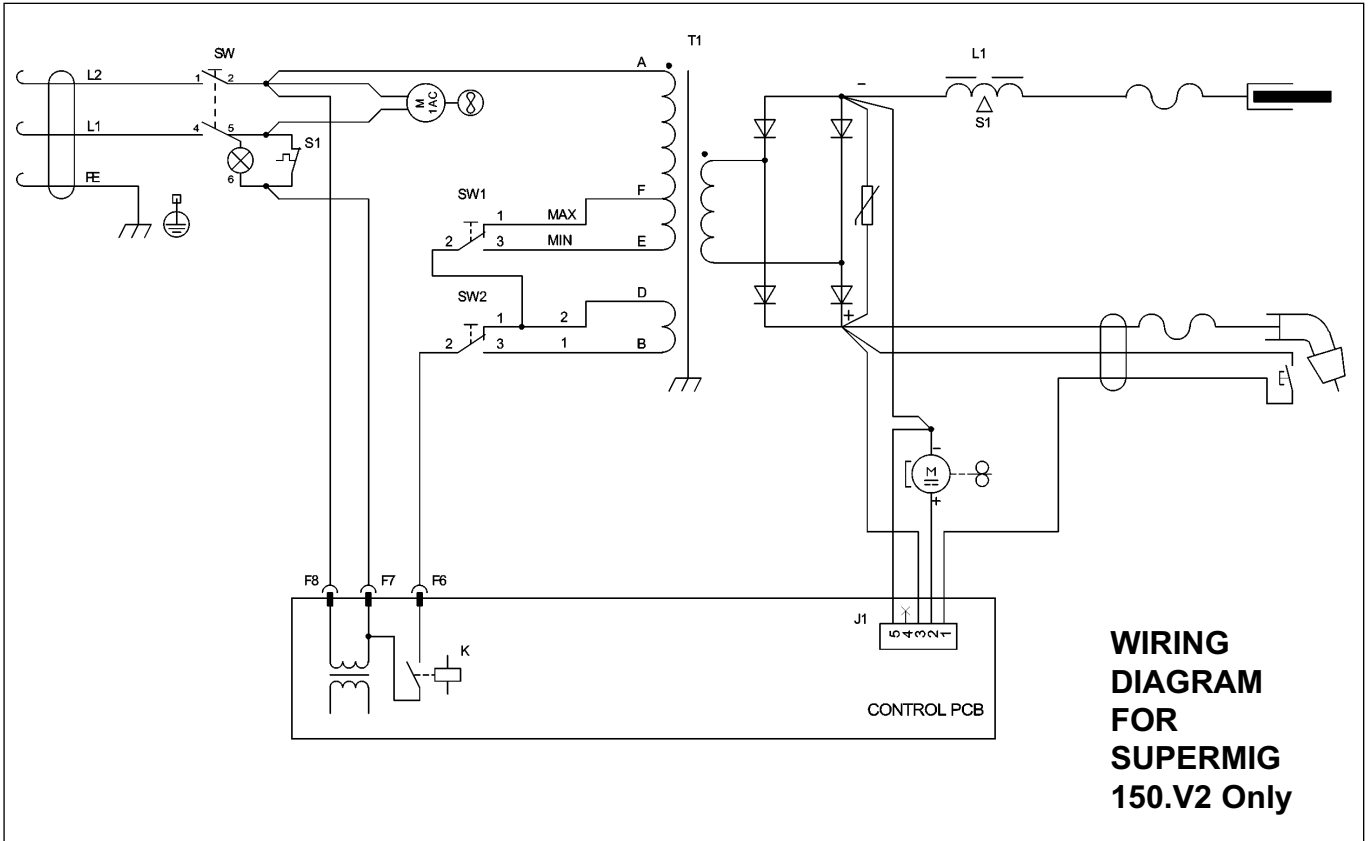 T1
SW
L1
A
L2
1
2
M
1AC
−
S1
L1
4
5
S1
6
PE
SW1
F
1
MAX
2
3
MIN
E
D
SW2
1
2
+
2
3
1
B
−
M
+
F8
F7
F6
J1
5
4
3
2
1
K
CONTROL PCB
WIRING
DIAGRAM
FOR
SUPERMIG
150.V2 Only